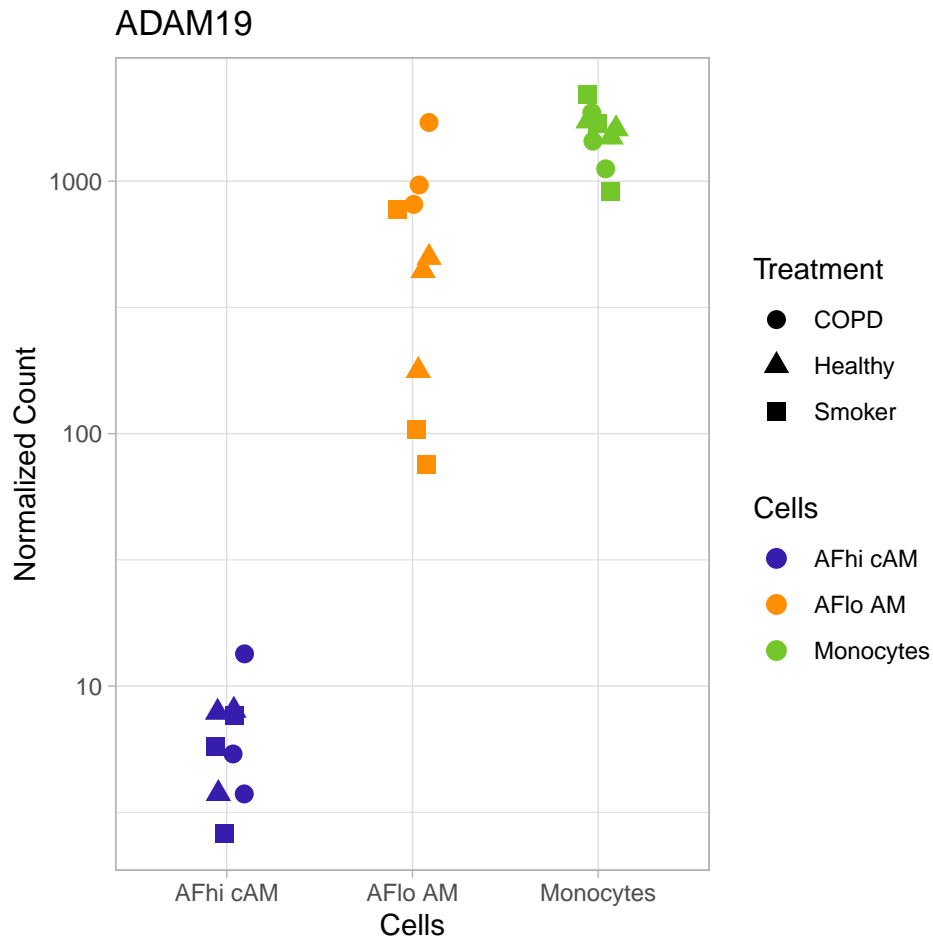 ADAM19
Normalized Count
1000
100
10
AFhi cAM
AFlo AM
Monocytes
Cells
Treatment
COPD
Healthy
Smoker
Cells
AFhi cAM
AFlo AM
Monocytes